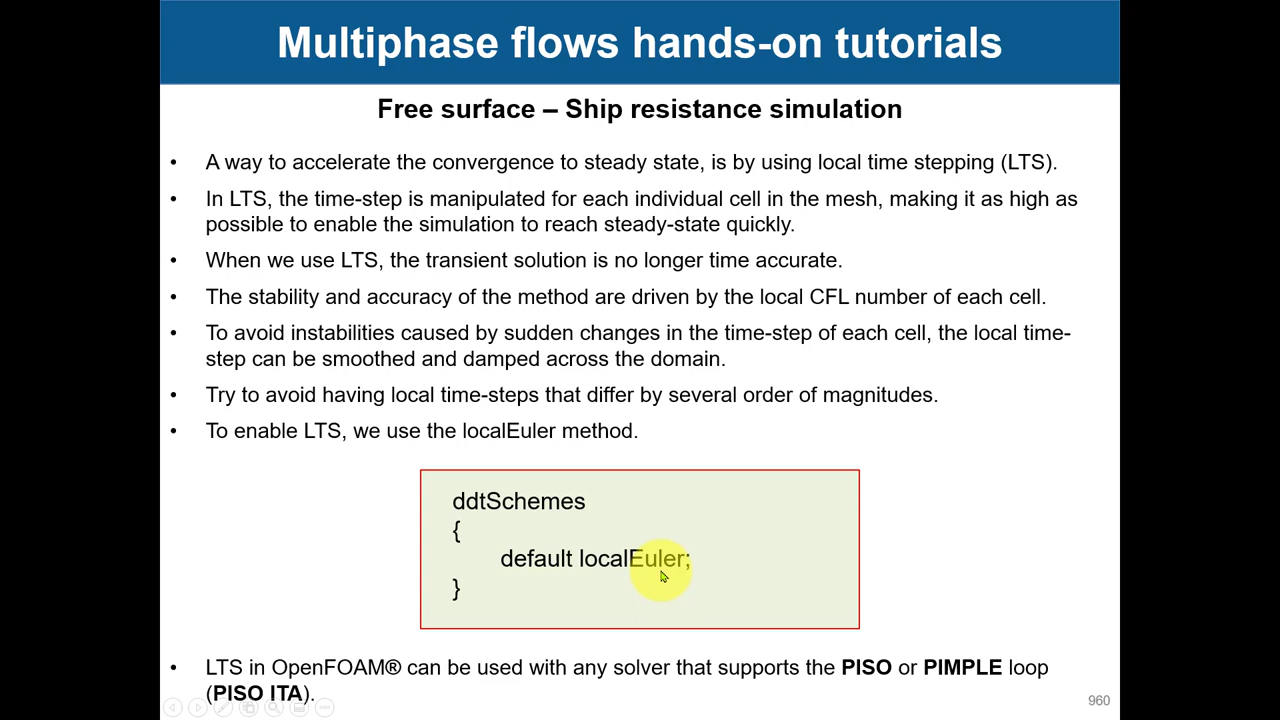 Multiphase flows hands-on tutorials
Free surface – Ship resistance simulation
• A way to accelerate the convergence to steady state, is by using local time stepping (LTS).
• In LTS, the time-step is manipulated for each individual cell in the mesh, making it as high as
possible to enable the simulation to reach steady-state quickly.
• When we use LTS, the transient solution is no longer time accurate.
• The stability and accuracy of the method are driven by the local CFL number of each cell.
• To avoid instabilities caused by sudden changes in the time-step of each cell, the local time-
step can be smoothed and damped across the domain.
• Try to avoid having local time-steps that differ by several order of magnitudes.
• To enable LTS, we use the localEuler method.
ddtSchemes
{
default localEuler;
}
• LTS in OpenFOAM® can be used with any solver that supports the PISO or PIMPLE loop
(PISO ITA).
960